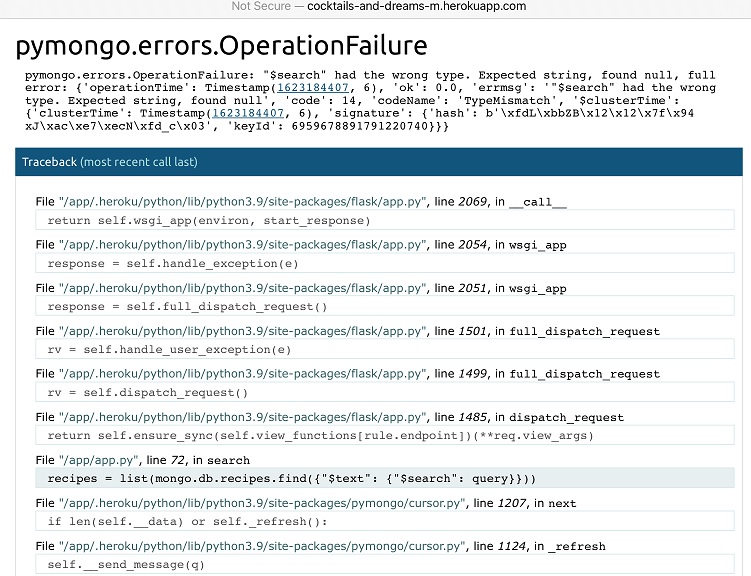 Not Secure — cocktails-and-dreams-m.herokuapp.com
pymongo.errors.OperationFailure
pymongo.errors.OperationFailure: "$search" had the wrong type. Expected string, found null, full
error: {'operationTime': Timestamp(1623184407, 6), 'ok': 0.0, 'errmsg': '"$search" had the wrong
type. Expected string, found null', 'code': 14, 'codeName': 'TypeMismatch', '$clusterTime':
{'clusterTime': Timestamp(1623184407, 6), 'signature': {'hash': b'\xfdL\xbbZB\x12\x12\x7f\x94
xJ\xac\xe7\xecN\xfd_c\x03', 'keyId': 6959678891791220740}}}
Traceback (most recent call last)
File "/app/.heroku/python/lib/python3.9/site-packages/flask/app.py", line 2069, in __call__
return self.wsgi_app(environ, start_response)
File "/app/.heroku/python/lib/python3.9/site-packages/flask/app.py", line 2054, in wsgi_app
response = self.handle_exception(e)
File "/app/.heroku/python/lib/python3.9/site-packages/flask/app.py", line 2051, in wsgi_app
response = self.full_dispatch_request()
File "/app/.heroku/python/lib/python3.9/site-packages/flask/app.py", line 1501, in full_dispatch_request
rv = self.handle_user_exception(e)
File "/app/.heroku/python/lib/python3.9/site-packages/flask/app.py", line 1499, in full_dispatch_request
rv = self.dispatch_request()
File "/app/.heroku/python/lib/python3.9/site-packages/flask/app.py", line 1485, in dispatch_request
return self.ensure_sync(self.view_functions[rule.endpoint])(**req.view_args)
File "/app/app.py", line 72, in search
recipes = list(mongo.db.recipes.find({"$text": {"$search": query}}))
File "/app/.heroku/python/lib/python3.9/site-packages/pymongo/cursor.py", line 1207, in next
if len(self.__data) or self._refresh():
File "/app/.heroku/python/lib/python3.9/site-packages/pymongo/cursor.py", line 1124, in _refresh
self.__send_message(q)